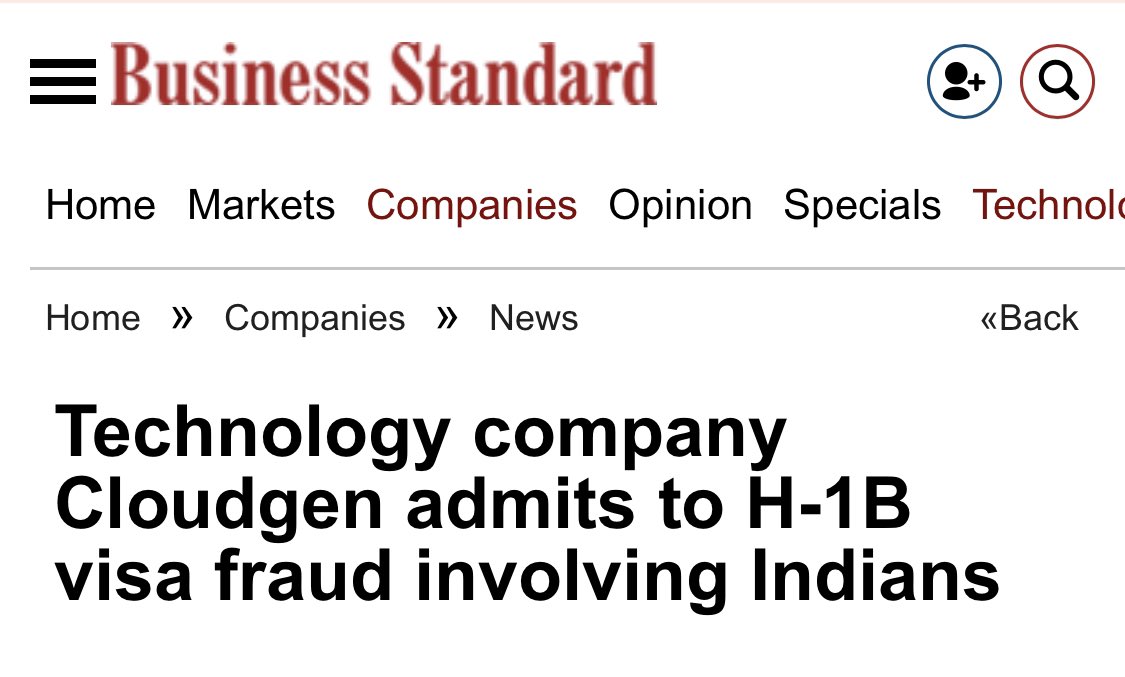 Business Standard
Home Markets Companies Opinion Specials Technolo
Home » Companies » News «Back
Technology company
Cloudgen admits to H-1B
visa fraud involving Indians